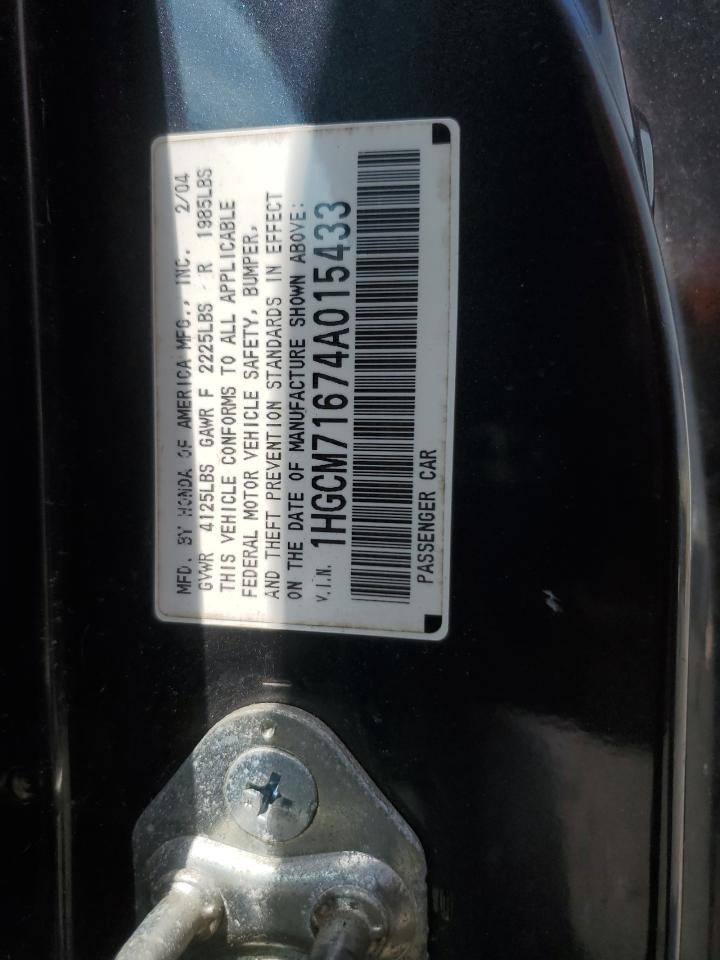 MFD. BY HONDA OF AMERICA MFG., INC. 2/04
GVWR 4125LBS GAWR F 2225LBS R 1985LBS
THIS VEHICLE CONFORMS TO ALL APPLICABLE
FEDERAL MOTOR VEHICLE SAFETY, BUMPER,
AND THEFT PREVENTION STANDARDS IN EFFECT
ON THE DATE OF MANUFACTURE SHOWN ABOVE:
V.I.N. 1HGCM71674A015433
PASSENGER CAR